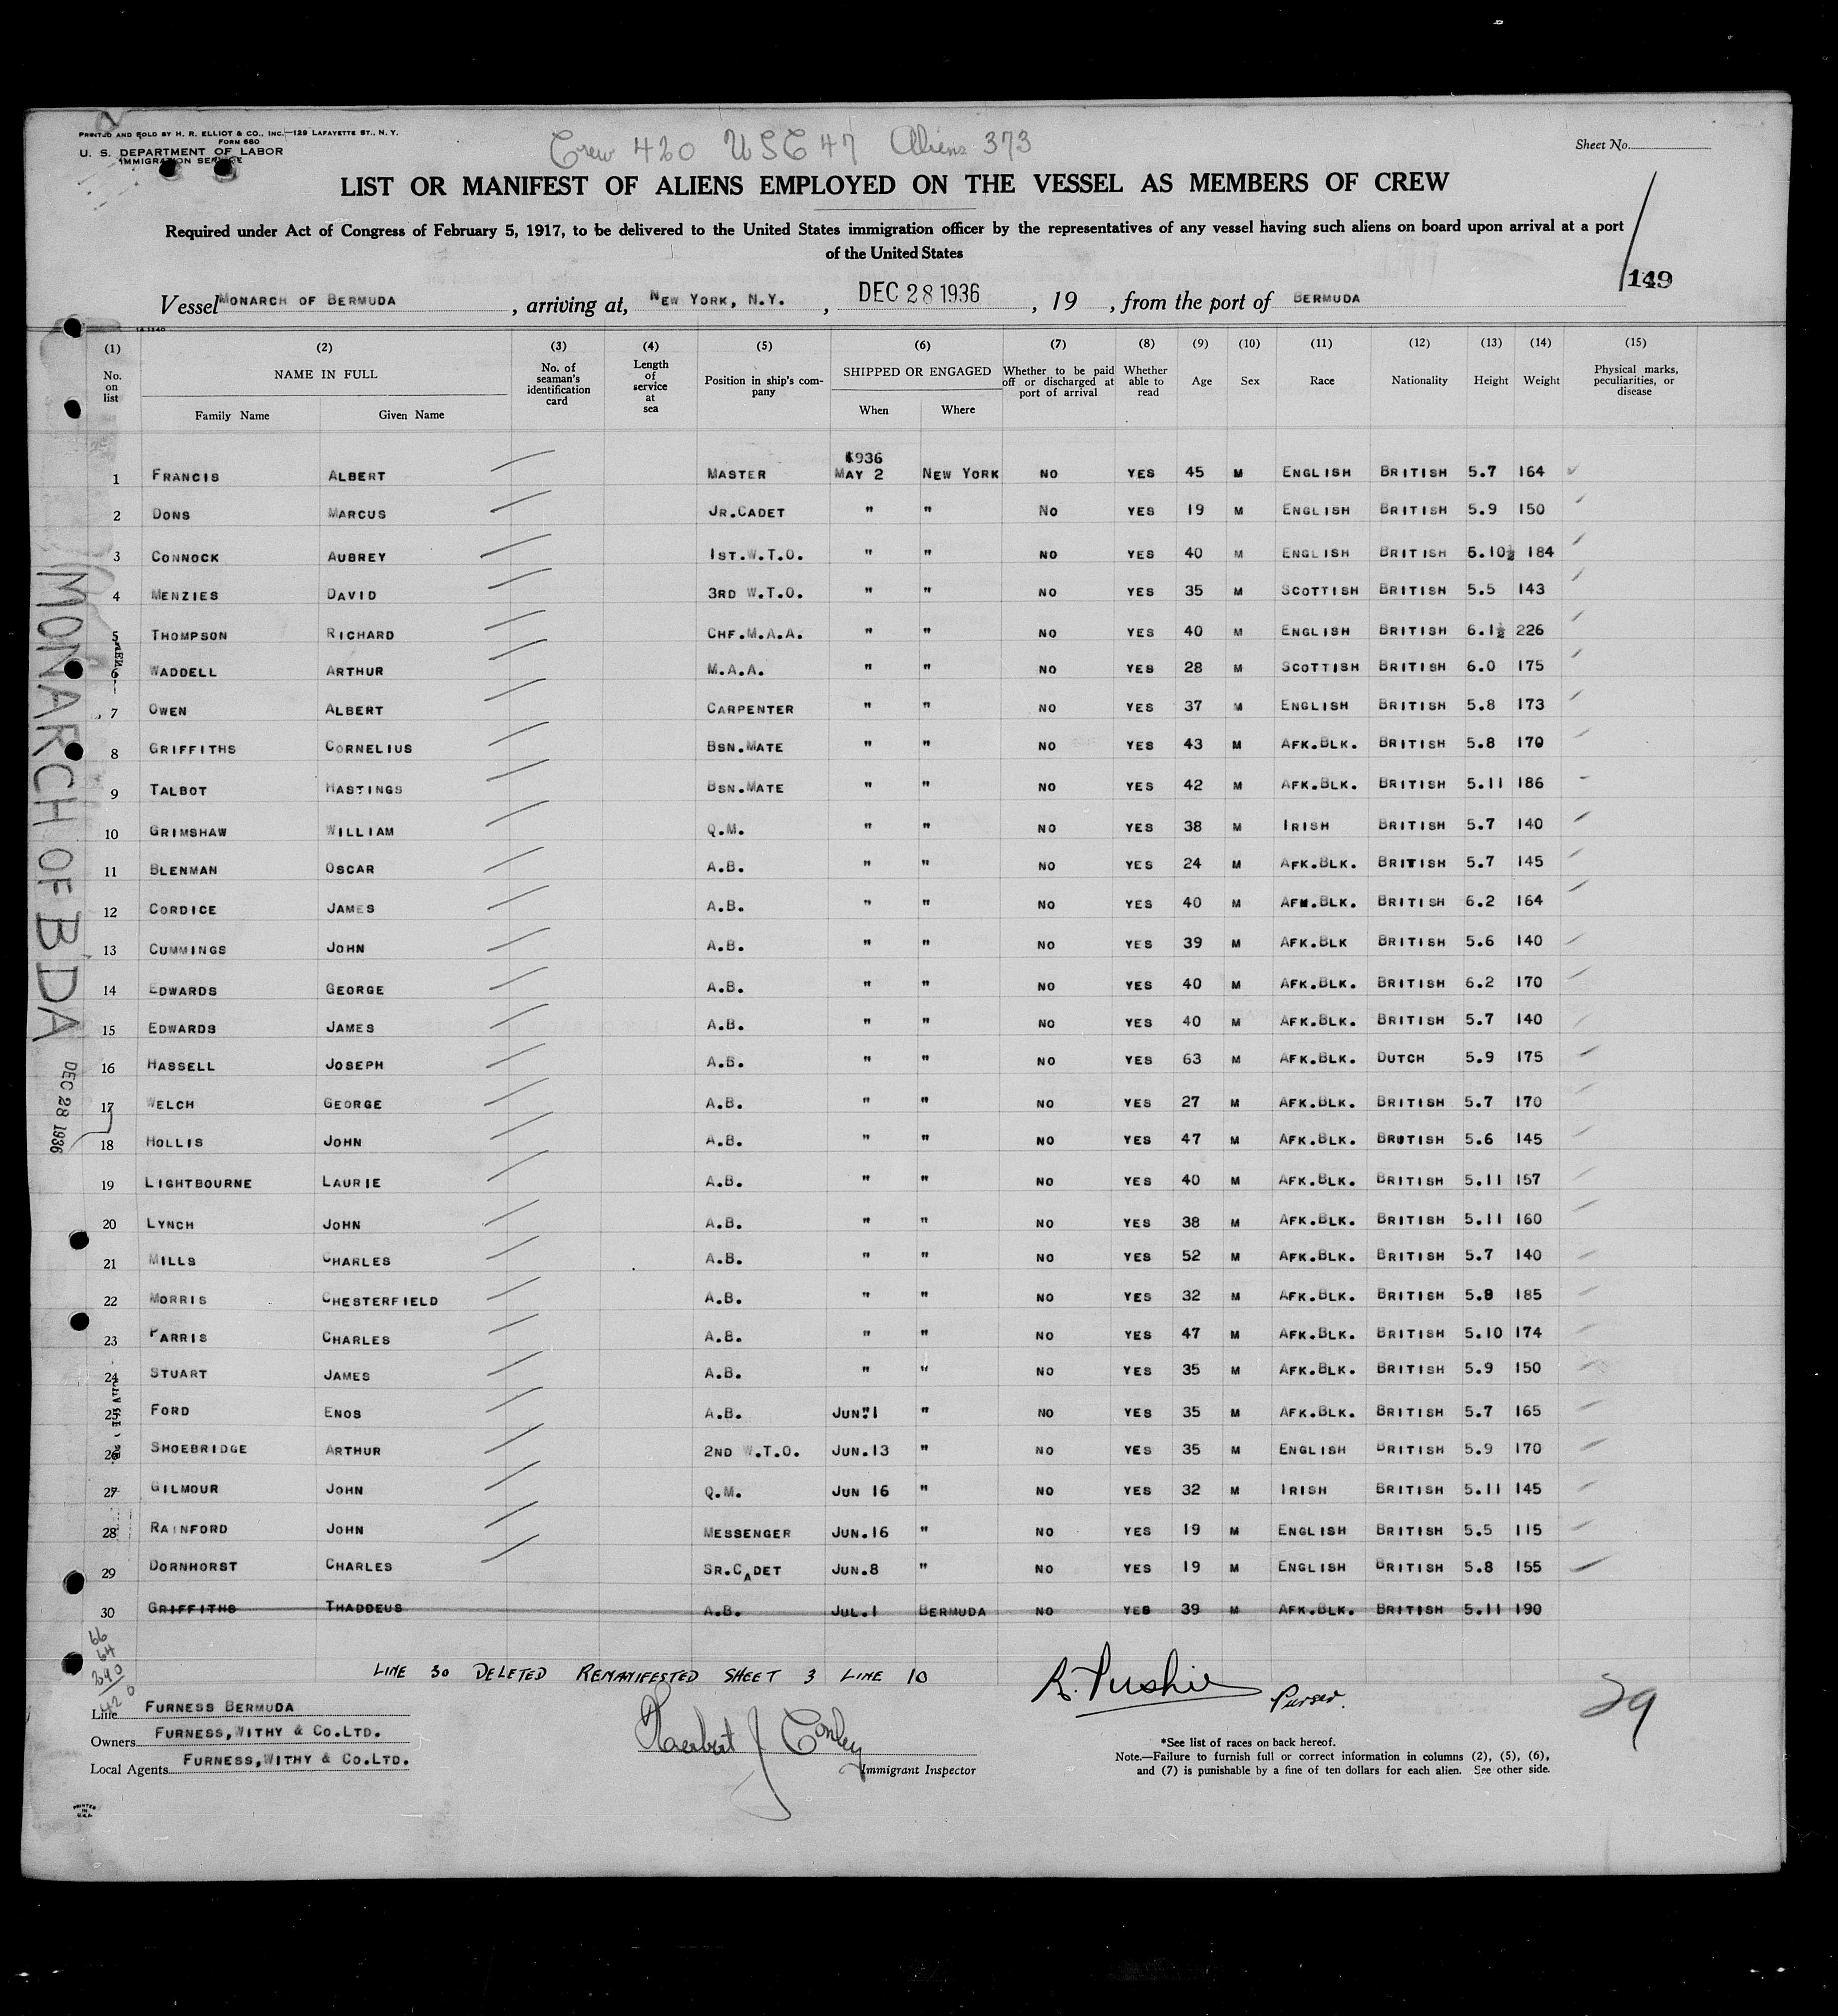 PRINTED AND SOLD BY H. R. ELLIOT & CO., INC.—129 LAFAYETTE ST., N. Y.
FORM 680
U. S. DEPARTMENT OF LABOR
IMMIGRATION SERVICE
Crew 420 USC 47 Aliens 373
Sheet No.
LIST OR MANIFEST OF ALIENS EMPLOYED ON THE VESSEL AS MEMBERS OF CREW
Required under Act of Congress of February 5, 1917, to be delivered to the United States immigration officer by the representatives of any vessel having such aliens on board upon arrival at a port
of the United States
149
Vessel MONARCH OF BERMUDA, arriving at, NEW YORK, N.Y., DEC 28 1936, 19 , from the port of BERMUDA
(1) (2) (3) (4) (5) (6) (7) (8) (9) (10) (11) (12) (13) (14) (15)
No. on list NAME IN FULL Family Name Given Name No. of seaman's identification card Length of service at sea Position in ship's company SHIPPED OR ENGAGED When Where Whether to be paid off or discharged at port of arrival Whether able to read Age Sex Race Nationality Height Weight Physical marks, peculiarities, or disease
1936
1 FRANCIS ALBERT MASTER MAY 2 NEW YORK NO YES 45 M ENGLISH BRITISH 5.7 164
2 DONS MARCUS JR.CADET " " NO YES 19 M ENGLISH BRITISH 5.9 150
3 CONNOCK AUBREY 1ST.W.T.O. " " NO YES 40 M ENGLISH BRITISH 5.10½ 184
4 MENZIES DAVID 3RD W.T.O. " " NO YES 35 M SCOTTISH BRITISH 5.5 143
5 THOMPSON RICHARD CHF.M.A.A. " " NO YES 40 M ENGLISH BRITISH 6.1½ 226
6 WADDELL ARTHUR M.A.A. " " NO YES 28 M SCOTTISH BRITISH 6.0 175
7 OWEN ALBERT CARPENTER " " NO YES 37 M ENGLISH BRITISH 5.8 173
8 GRIFFITHS CORNELIUS BSN.MATE " " NO YES 43 M AFK.BLK. BRITISH 5.8 170
9 TALBOT HASTINGS BSN.MATE " " NO YES 42 M AFK.BLK. BRITISH 5.11 186
10 GRIMSHAW WILLIAM Q.M. " " NO YES 38 M IRISH BRITISH 5.7 140
11 BLENMAN OSCAR A.B. " " NO YES 24 M AFK.BLK. BRITISH 5.7 145
12 CORDICE JAMES A.B. " " NO YES 40 M AFK.BLK. BRITISH 6.2 164
13 CUMMINGS JOHN A.B. " " NO YES 39 M AFK.BLK BRITISH 5.6 140
14 EDWARDS GEORGE A.B. " " NO YES 40 M AFK.BLK. BRITISH 6.2 170
15 EDWARDS JAMES A.B. " " NO YES 40 M AFK.BLK. BRITISH 5.7 140
16 HASSELL JOSEPH A.B. " " NO YES 63 M AFK.BLK. DUTCH 5.9 175
17 WELCH GEORGE A.B. " " NO YES 27 M AFK.BLK. BRITISH 5.7 170
18 HOLLIS JOHN A.B. " " NO YES 47 M AFK.BLK. BRUTISH 5.6 145
19 LIGHTBOURNE LAURIE A.B. " " NO YES 40 M AFK.BLK. BRITISH 5.11 157
20 LYNCH JOHN A.B. " " NO YES 38 M AFK.BLK. BRITISH 5.11 160
21 MILLS CHARLES A.B. " " NO YES 52 M AFK.BLK. BRITISH 5.7 140
22 MORRIS CHESTERFIELD A.B. " " NO YES 32 M AFK.BLK. BRITISH 5.9 185
23 PARRIS CHARLES A.B. " " NO YES 47 M AFK.BLK. BRITISH 5.10 174
24 STUART JAMES A.B. " " NO YES 35 M AFK.BLK. BRITISH 5.9 150
25 FORD ENOS A.B. JUN.1 " NO YES 35 M AFK.BLK. BRITISH 5.7 165
26 SHOEBRIDGE ARTHUR 2ND W.T.O. JUN.13 " NO YES 35 M ENGLISH BRITISH 5.9 170
27 GILMOUR JOHN Q.M. JUN 16 " NO YES 32 M IRISH BRITISH 5.11 145
28 RAINFORD JOHN MESSENGER JUN.16 " NO YES 19 M ENGLISH BRITISH 5.5 115
29 DORNHORST CHARLES SR.CADET JUN.8 " NO YES 19 M ENGLISH BRITISH 5.8 155
30 GRIFFITHS THADDEUS A.B. JUL.1 BERMUDA NO YES 39 M AFK.BLK. BRITISH 5.11 190
MONARCH OF BDA
DEC 28 1936
66
64
290
420
LINE 30 DELETED REMANIFESTED SHEET 3 LINE 10
R. Pushie Purser.
29
Line FURNESS BERMUDA
Owners FURNESS,WITHY & CO.LTD.
Local Agents FURNESS,WITHY & CO.LTD.
Herbert J Conley
Immigrant Inspector
*See list of races on back hereof.
Note.—Failure to furnish full or correct information in columns (2), (5), (6),
and (7) is punishable by a fine of ten dollars for each alien. See other side.
PRINTED
IN
U.S.A.